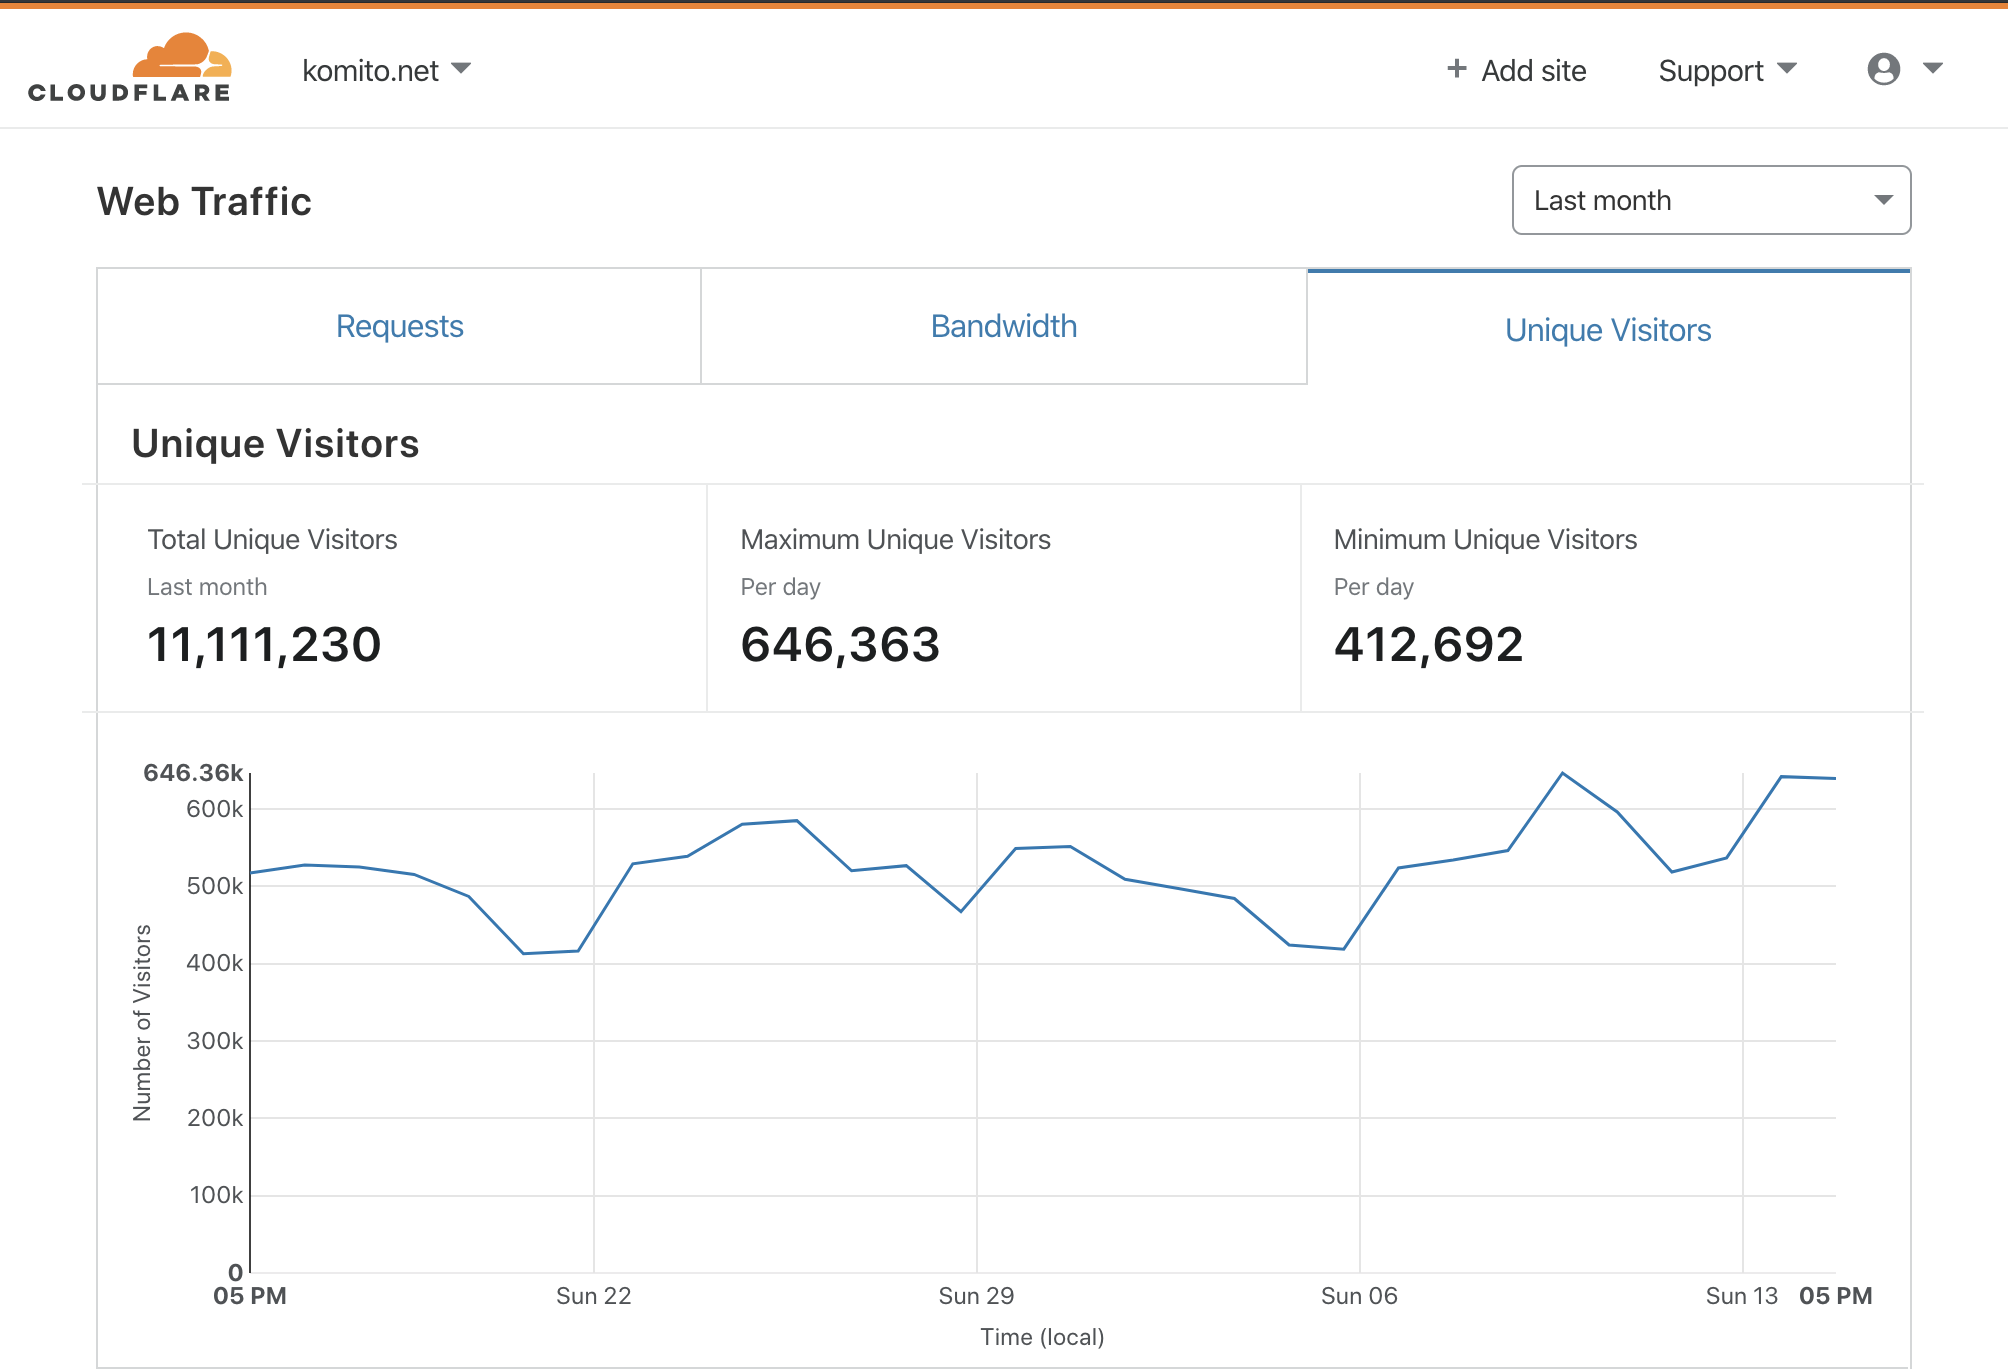 CLOUDFLARE
komito.net
+ Add site
Support
Web Traffic
Last month
Requests
Bandwidth
Unique Visitors
Unique Visitors
Total Unique Visitors
Last month
11,111,230
Maximum Unique Visitors
Per day
646,363
Minimum Unique Visitors
Per day
412,692
646.36k
600k
500k
400k
300k
200k
100k
0
Number of Visitors
05 PM
Sun 22
Sun 29
Sun 06
Sun 13
05 PM
Time (local)